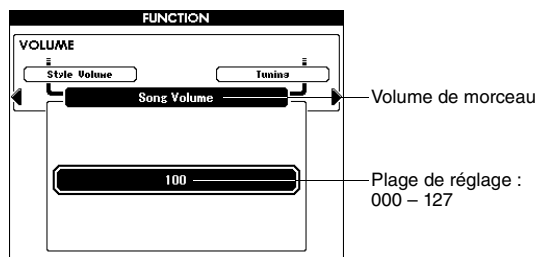 FUNCTION
VOLUME
Style Volume
Tuning
Song Volume
Volume de morceau
100
Plage de réglage :
000 – 127